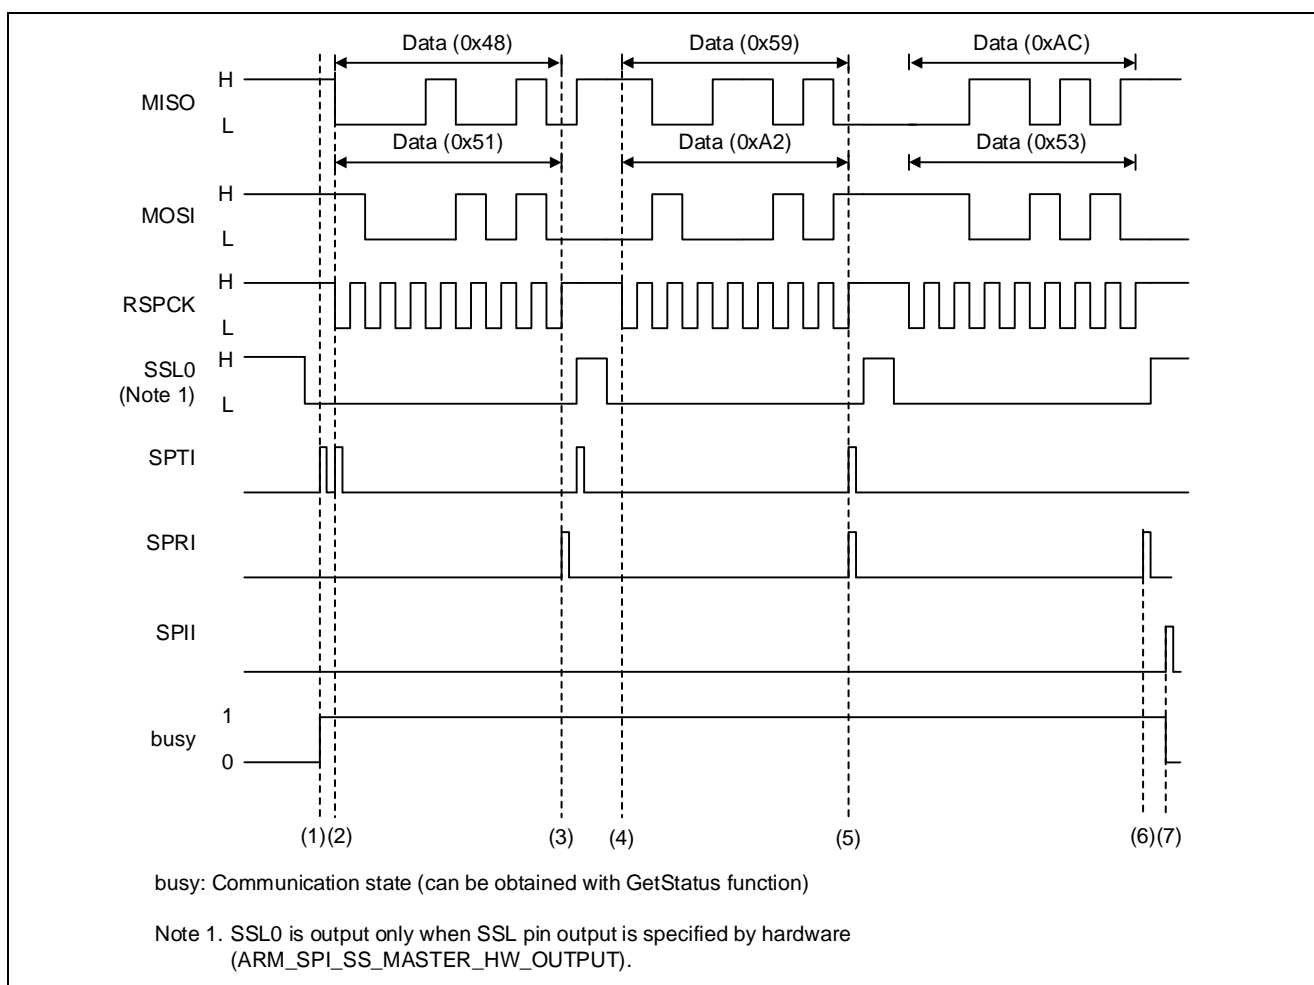 Data (0x48) Data (0x59) Data (0xAC)
H
MISO
L
Data (0x51) Data (0xA2) Data (0x53)
H
MOSI
L
H
RSPCK
L
H
SSL0
(Note 1)
L
SPTI
SPRI
SPII
1
busy
0
(1) (2) (3) (4) (5) (6) (7)
busy: Communication state (can be obtained with GetStatus function)
Note 1. SSL0 is output only when SSL pin output is specified by hardware
(ARM_SPI_SS_MASTER_HW_OUTPUT).